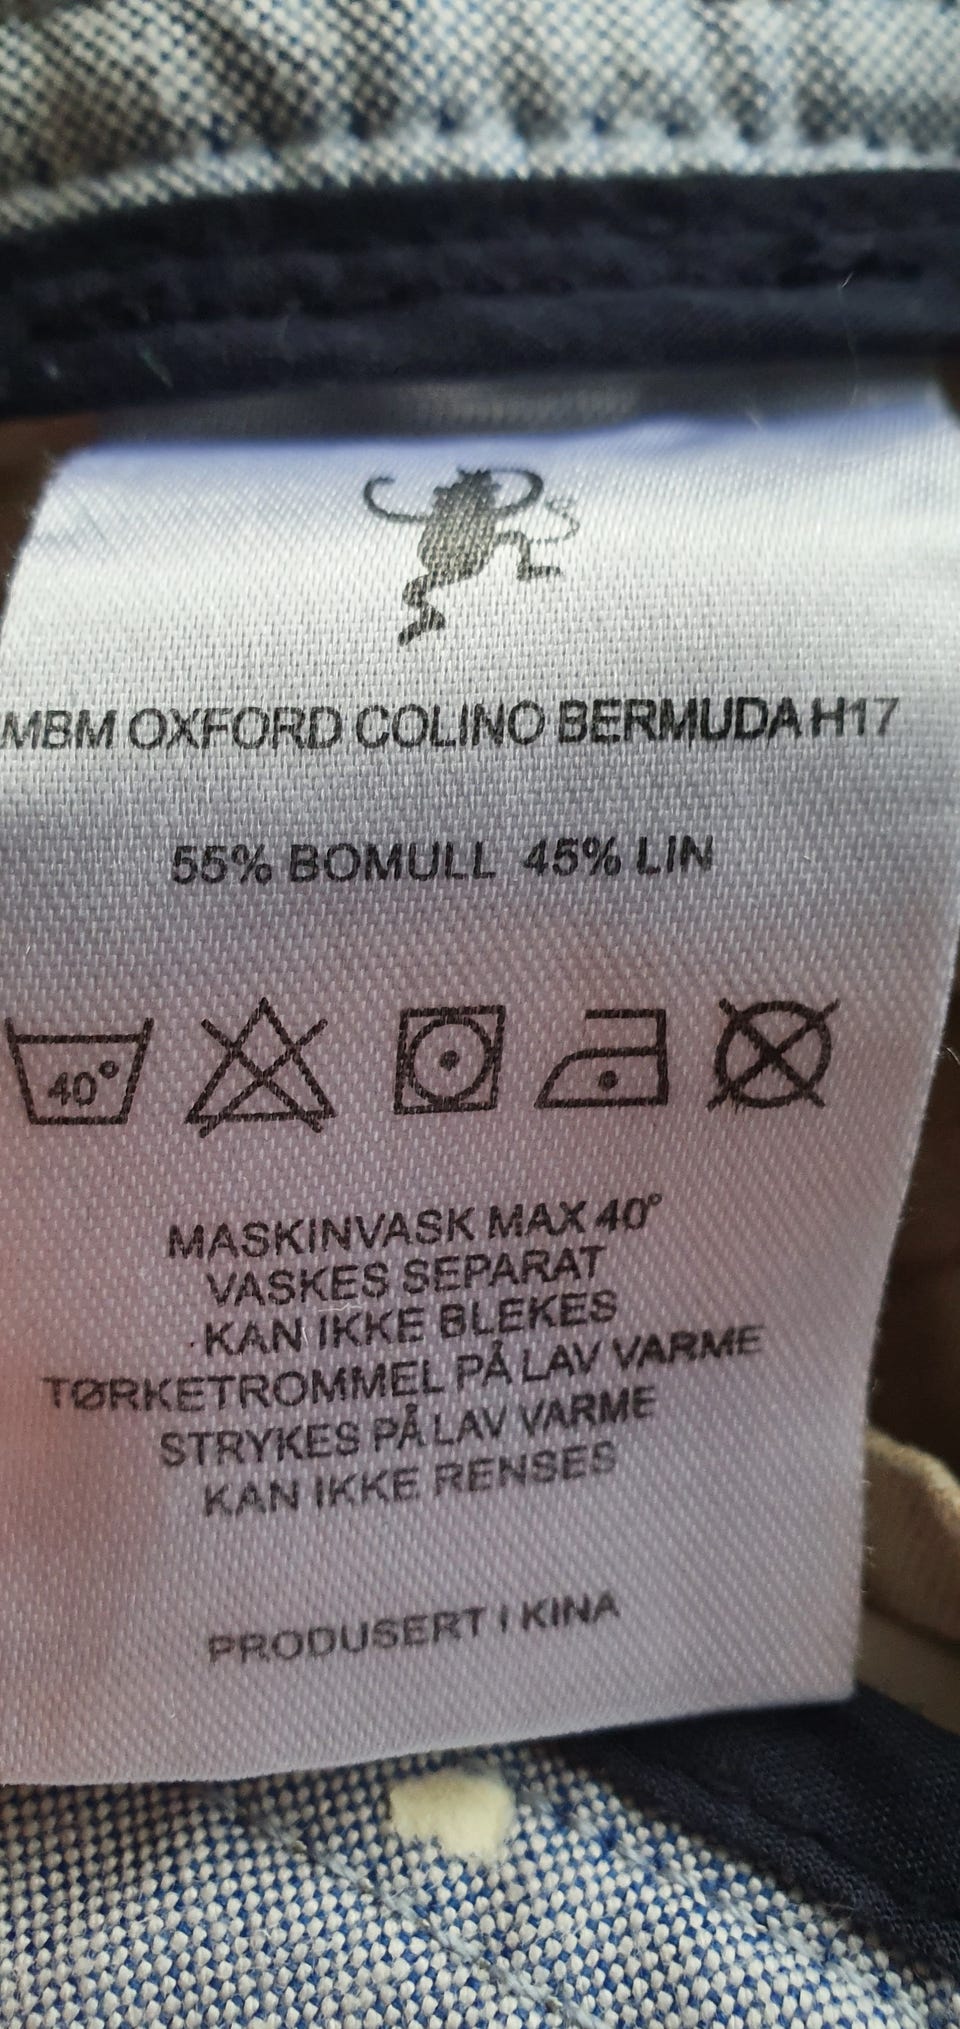 MBM OXFORD COLINO BERMUDA H17
55% BOMULL 45% LIN
40°
MASKINVASK MAX 40°
VASKES SEPARAT
KAN IKKE BLEKES
TØRKETROMMEL PÅ LAV VARME
STRYKES PÅ LAV VARME
KAN IKKE RENSES
PRODUSERT I KINA